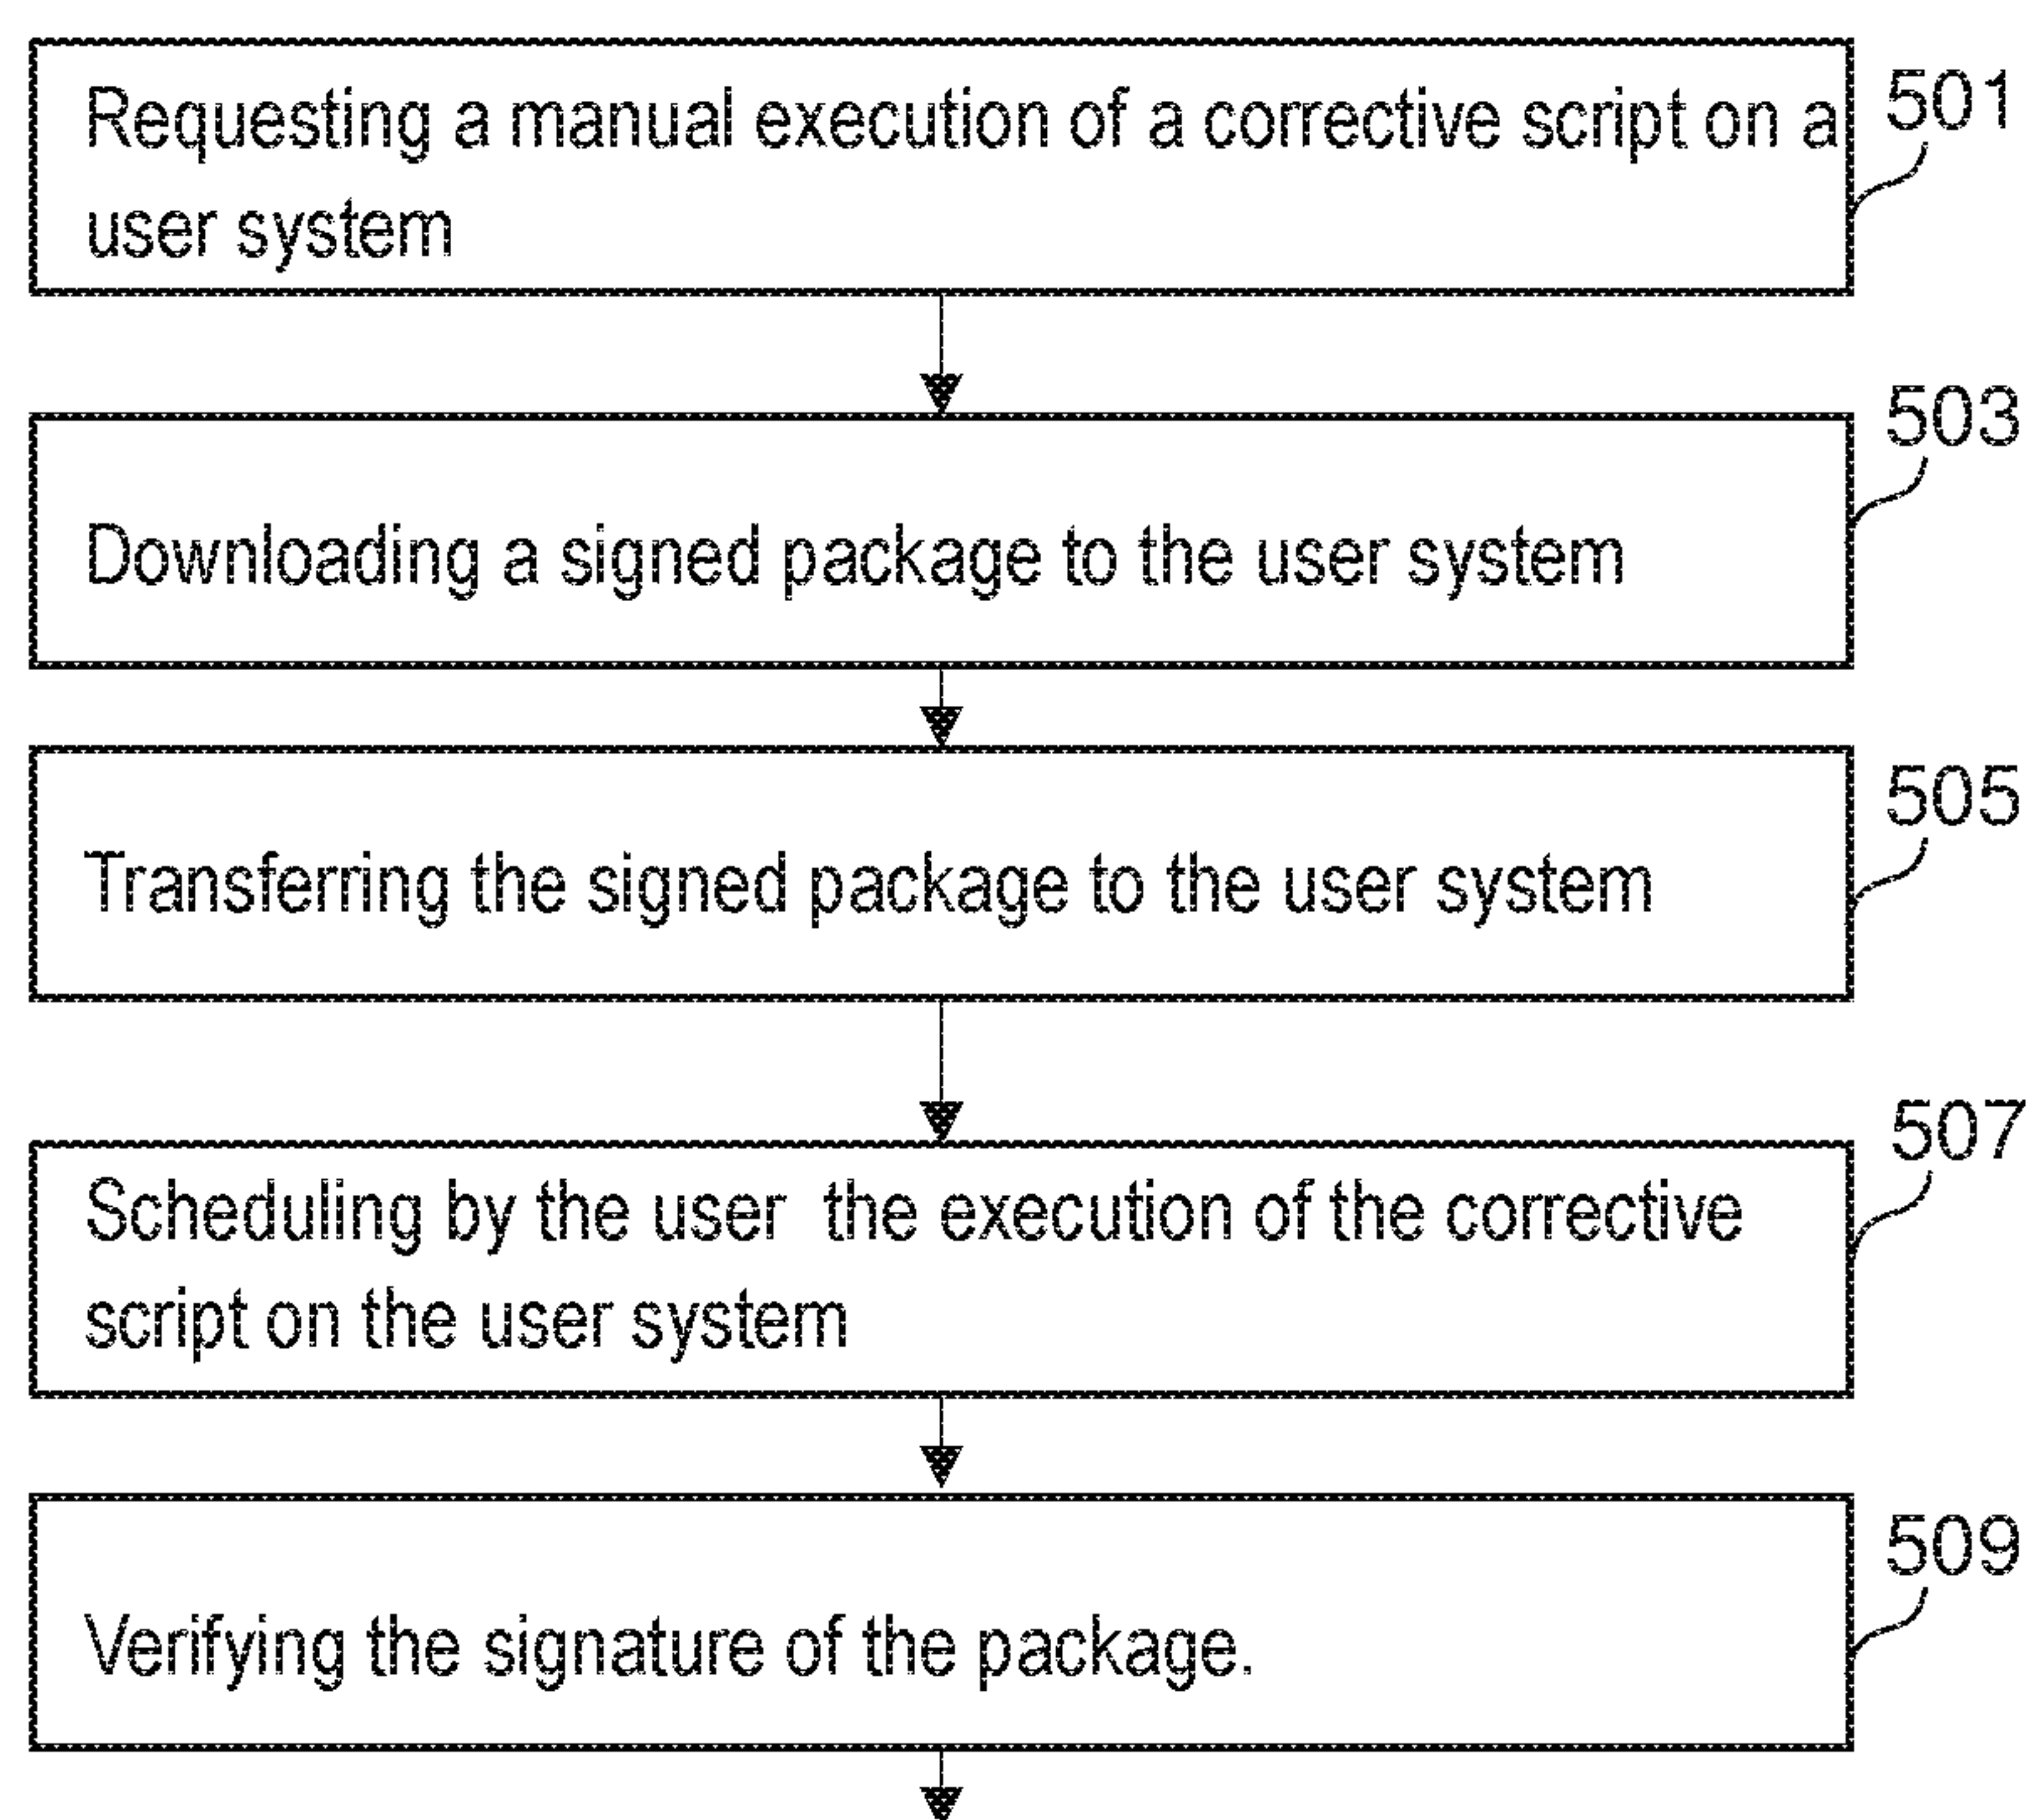 Requesting a manual execution of a corrective script on a
user system
501
Downloading a signed package to the user system
503
Transferring the signed package to the user system
505
Scheduling by the user the execution of the corrective
script on the user system
507
Verifying the signature of the package.
509